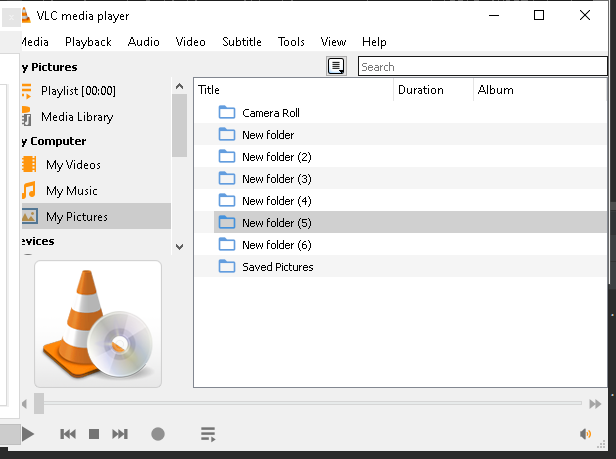 VLC media player
Media Playback Audio Video Subtitle Tools View Help
y Pictures
Search
Playlist [00:00]
Media Library
y Computer
My Videos
My Music
My Pictures
evices
Title Duration Album
Camera Roll
New folder
New folder (2)
New folder (3)
New folder (4)
New folder (5)
New folder (6)
Saved Pictures